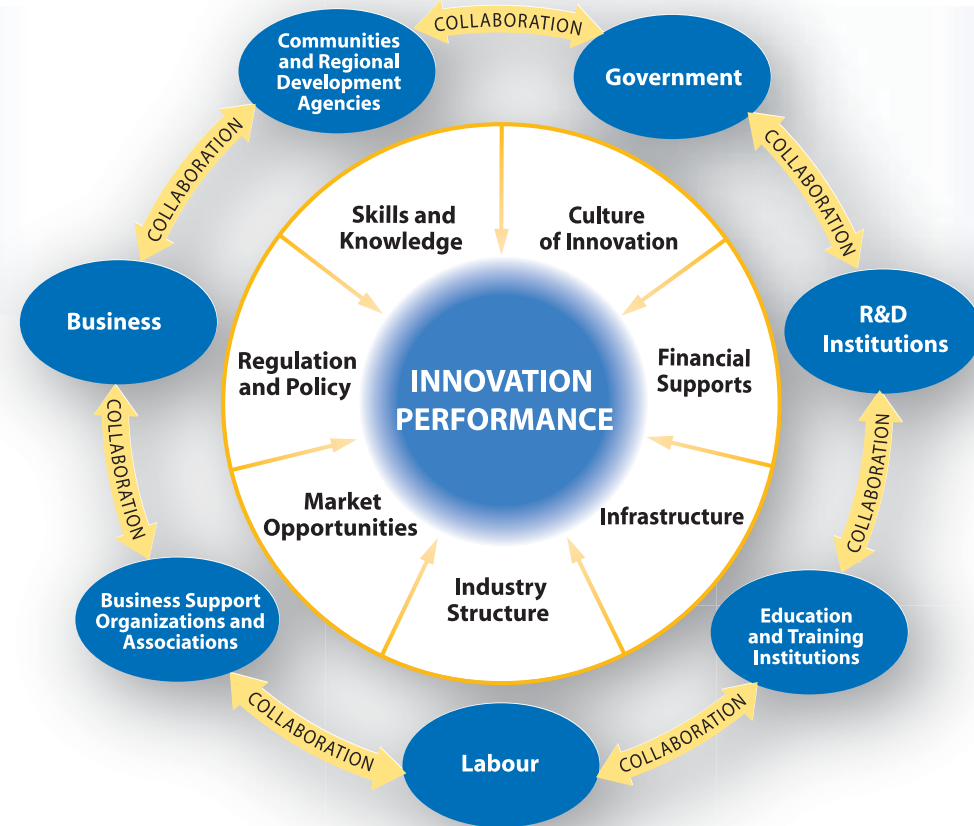 COLLABORATION
Communities
and Regional
Development
Agencies
Government
COLLABORATION
COLLABORATION
Skills and
Knowledge
Culture
of Innovation
Business
R&D
Institutions
Regulation
and Policy
Financial
Supports
INNOVATION
PERFORMANCE
COLLABORATION
COLLABORATION
Market
Opportunities
Infrastructure
Industry
Structure
Business Support
Organizations and
Associations
Education
and Training
Institutions
COLLABORATION
COLLABORATION
Labour